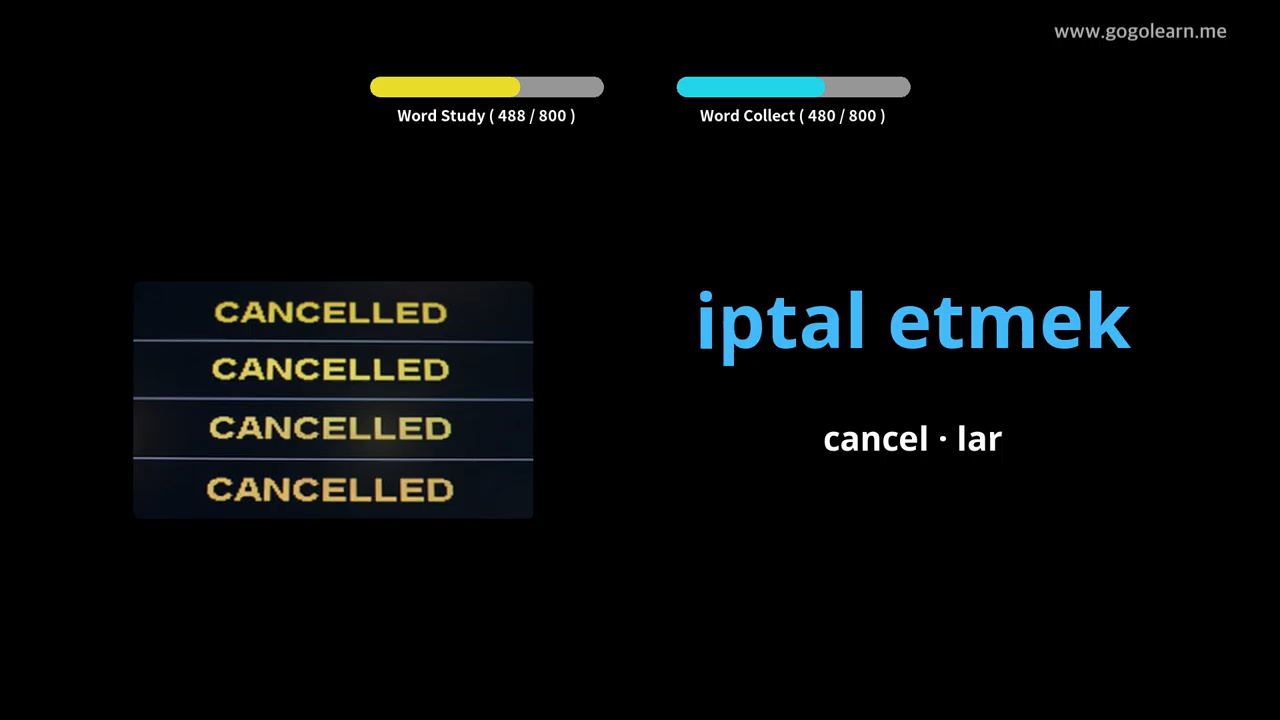 www.gogolearn.me
Word Study ( 488 / 800 )
Word Collect ( 480 / 800 )
CANCELLED
CANCELLED
CANCELLED
CANCELLED
iptal etmek
cancel · lar